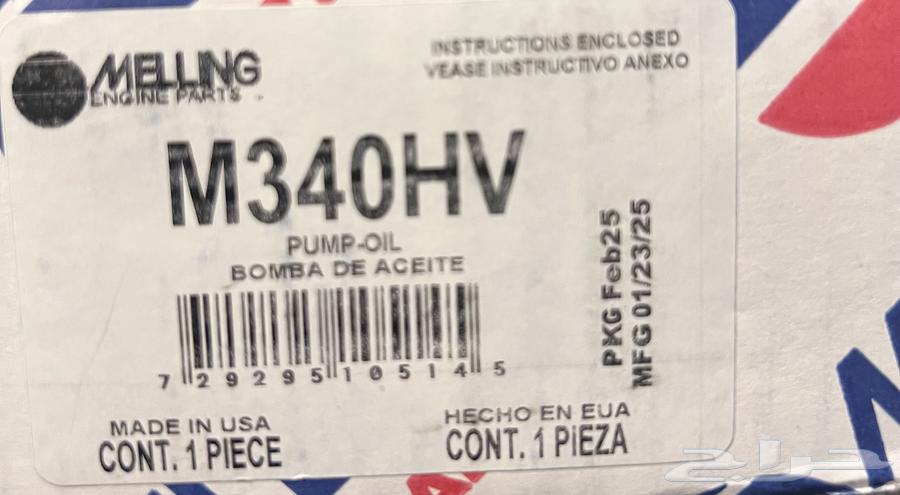 MELLING
ENGINE PARTS
INSTRUCTIONS ENCLOSED
VEASE INSTRUCTIVO ANEXO
M340HV
PUMP-OIL
BOMBA DE ACEITE
7 29295 10514 5
PKG Feb25
MFG 01/23/25
MADE IN USA
CONT. 1 PIECE
HECHO EN EUA
CONT. 1 PIEZA
حراج